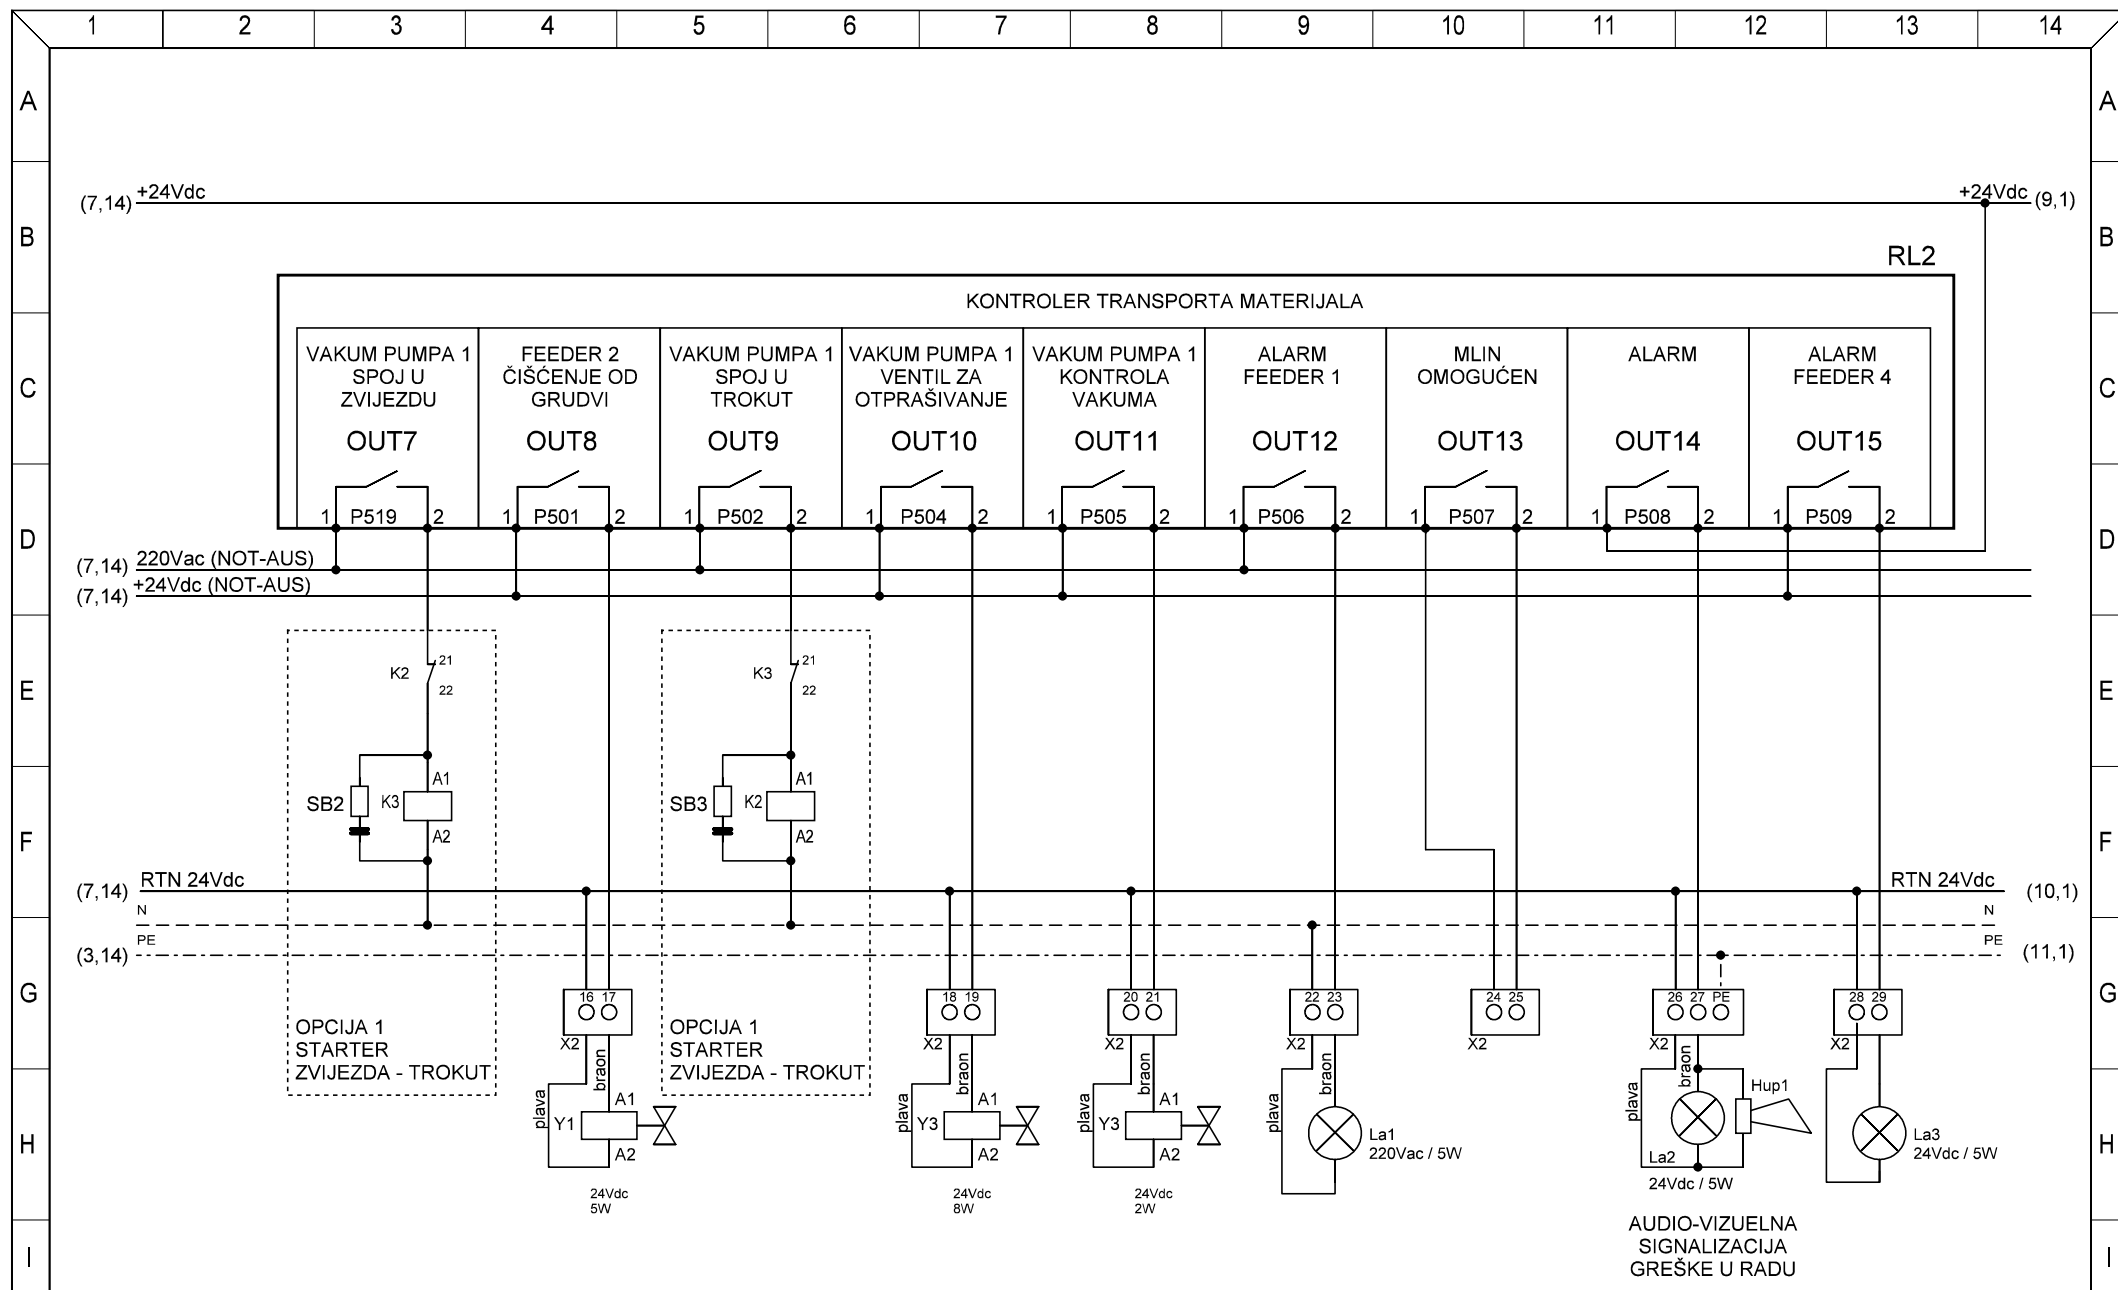 1 2 3 4 5 6 7 8 9 10 11 12 13 14
A A
+24Vdc +24Vdc
(7,14) (9,1)
B B
RL2
KONTROLER TRANSPORTA MATERIJALA
VAKUM PUMPA 1
SPOJ U
ZVIJEZDU
OUT7
FEEDER 2
ČIŠĆENJE OD
GRUDVI
OUT8
VAKUM PUMPA 1
SPOJ U
TROKUT
OUT9
VAKUM PUMPA 1
VENTIL ZA
OTPRAŠIVANJE
OUT10
VAKUM PUMPA 1
KONTROLA
VAKUMA
OUT11
ALARM
FEEDER 1
OUT12
MLIN
OMOGUĆEN
OUT13
ALARM
OUT14
ALARM
FEEDER 4
OUT15
C C
1 P519 2
1 P501 2
1 P502 2
1 P504 2
1 P505 2
1 P506 2
1 P507 2
1 P508 2
1 P509 2
D D
(7,14) 220Vac (NOT-AUS)
(7,14) +24Vdc (NOT-AUS)
K2 21
22
K3 21
22
E E
A1
SB2 K3
A2
A1
SB3 K2
A2
F F
(7,14) RTN 24Vdc RTN 24Vdc (10,1)
N N
PE PE
(3,14) (11,1)
G G
OPCIJA 1
STARTER
ZVIJEZDA - TROKUT
OPCIJA 1
STARTER
ZVIJEZDA - TROKUT
16 17
X2
braon
plava
A1
Y1
A2
24Vdc
5W
18 19
X2
braon
plava
A1
Y3
A2
24Vdc
8W
20 21
X2
braon
plava
A1
Y3
A2
24Vdc
2W
22 23
X2
braon
plava
La1
220Vac / 5W
24 25
X2
26 27 PE
X2
braon
plava
Hup1
La2
24Vdc / 5W
28 29
X2
La3
24Vdc / 5W
H H
AUDIO-VIZUELNA
SIGNALIZACIJA
GREŠKE U RADU
I I